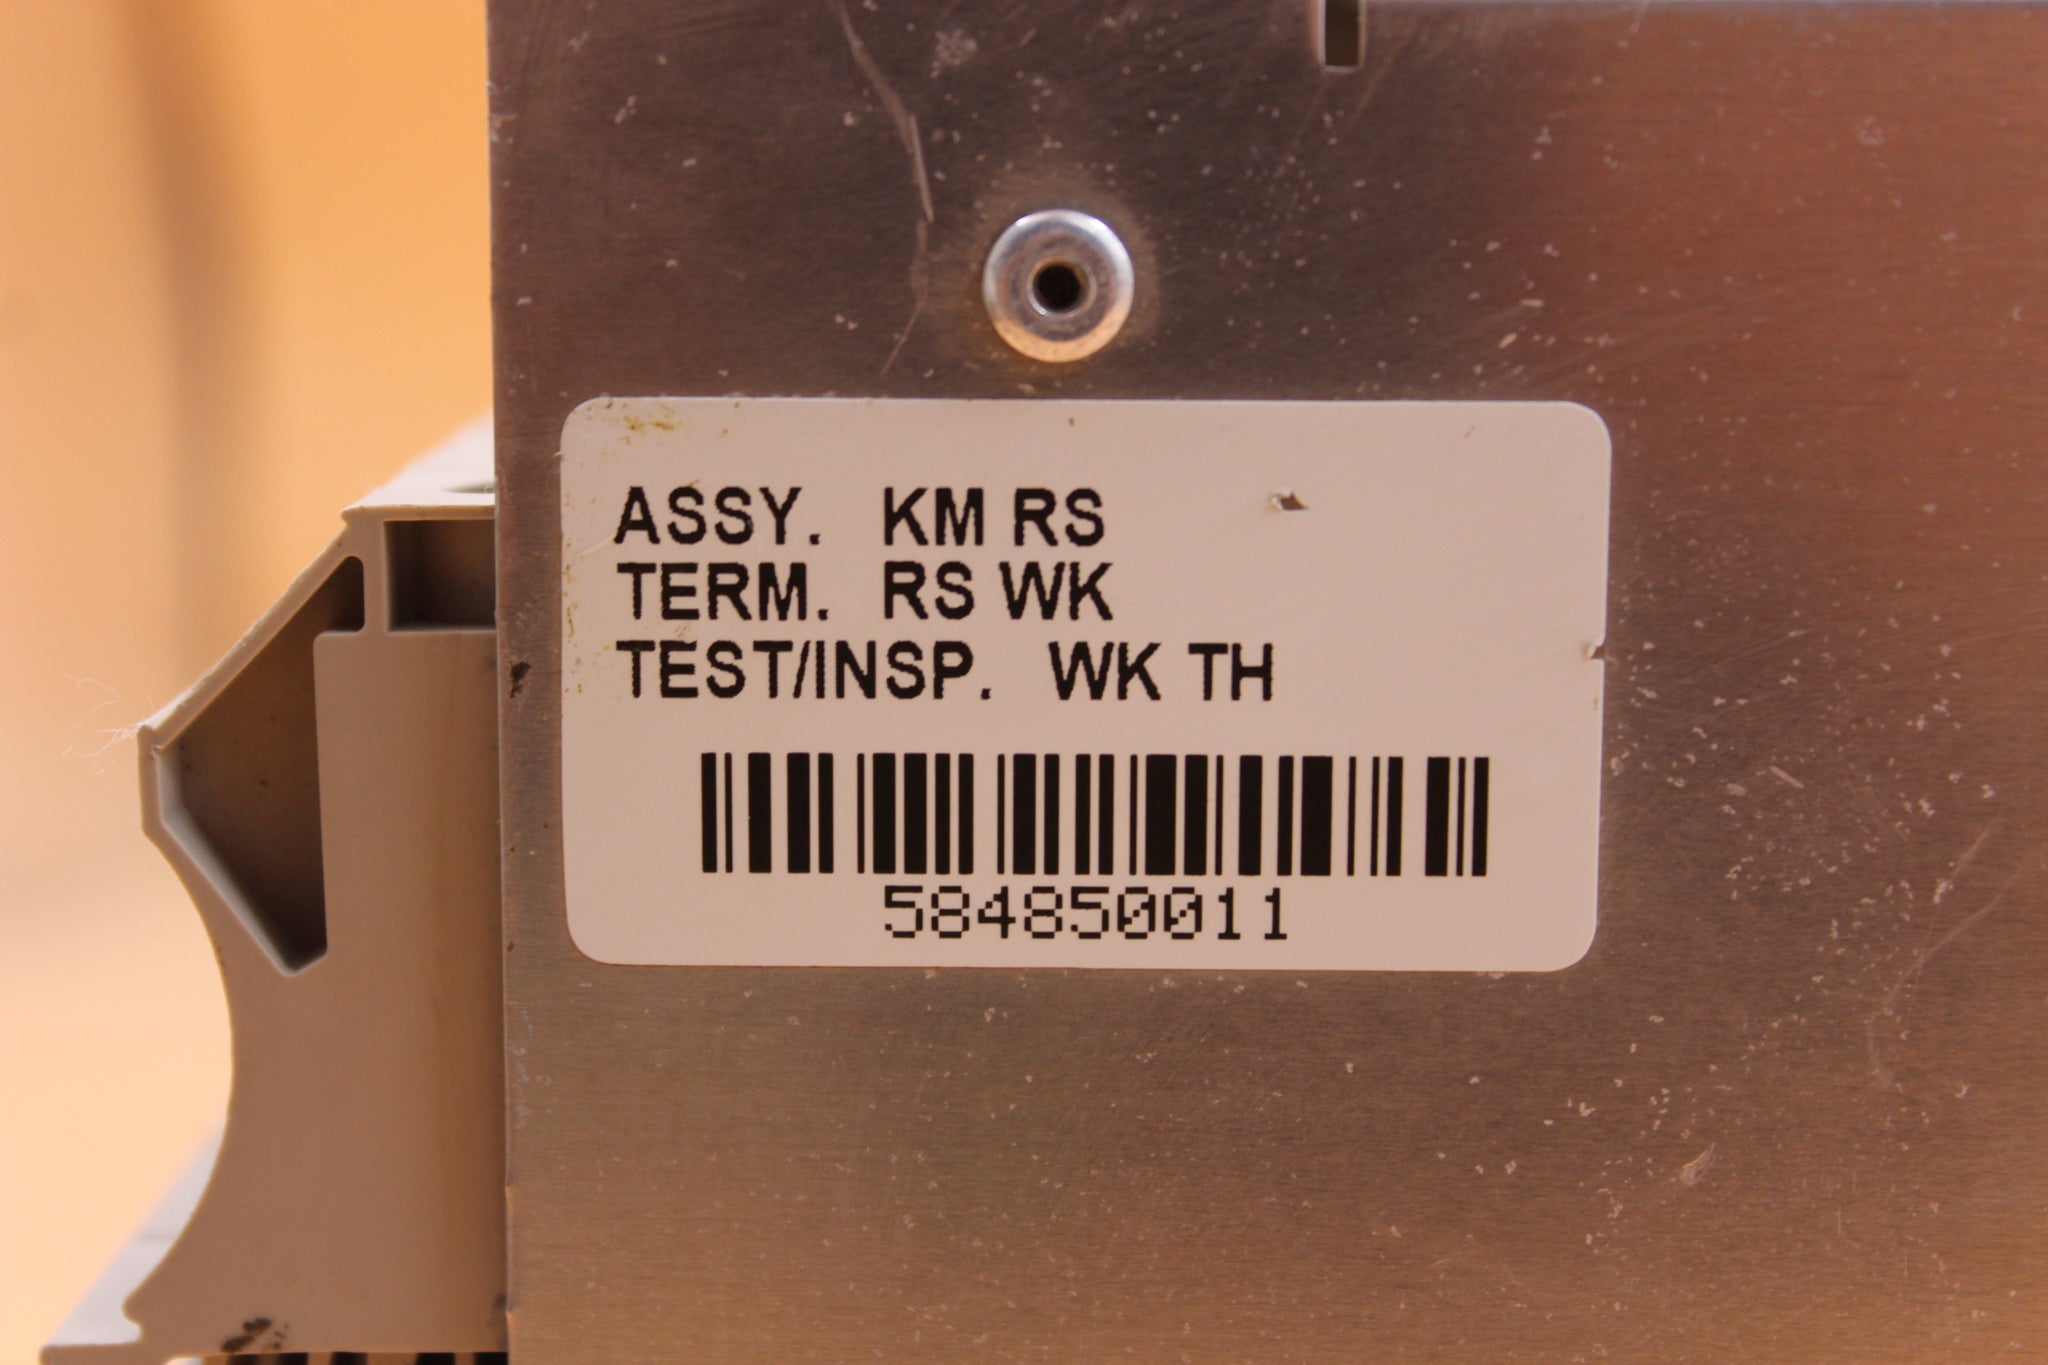 ASSY. KM RS
TERM. RS WK
TEST/INSP. WK TH
584850011